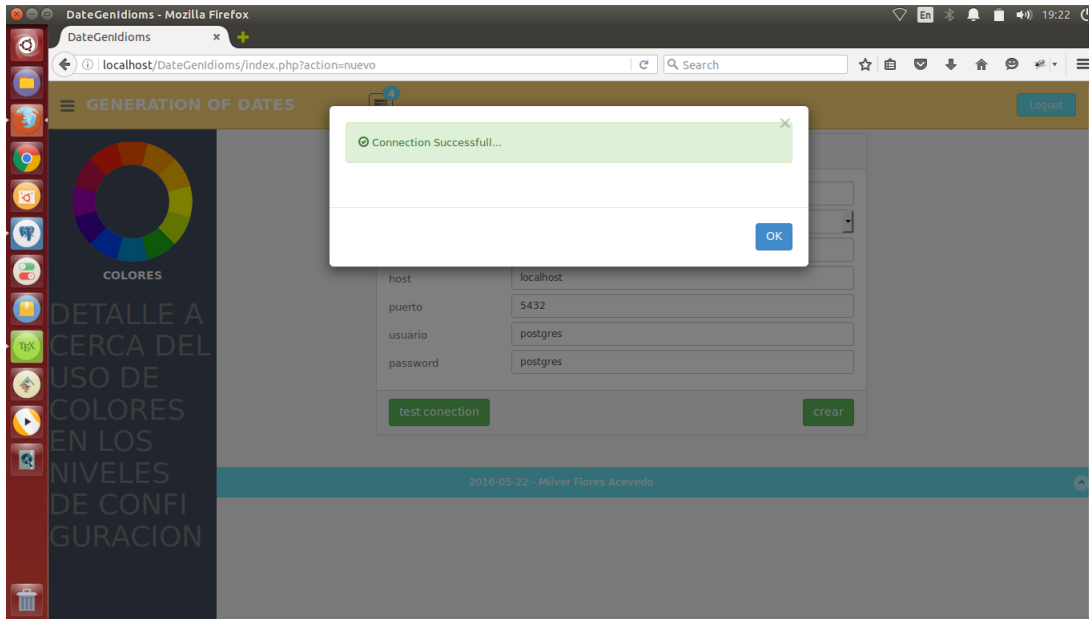 DateGenIdioms - Mozilla Firefox
En
19:22
DateGenIdioms
localhost/DateGenIdioms/index.php?action=nuevo
Search
GENERATION OF DATES
4
Logout
Connection Successfull...
OK
COLORES
host
localhost
puerto
5432
usuario
postgres
password
postgres
test conection
crear
DETALLE A
CERCA DEL
USO DE
COLORES
EN LOS
NIVELES
DE CONFI
GURACION
2016-05-22 - Milver Flores Acevedo
TEX